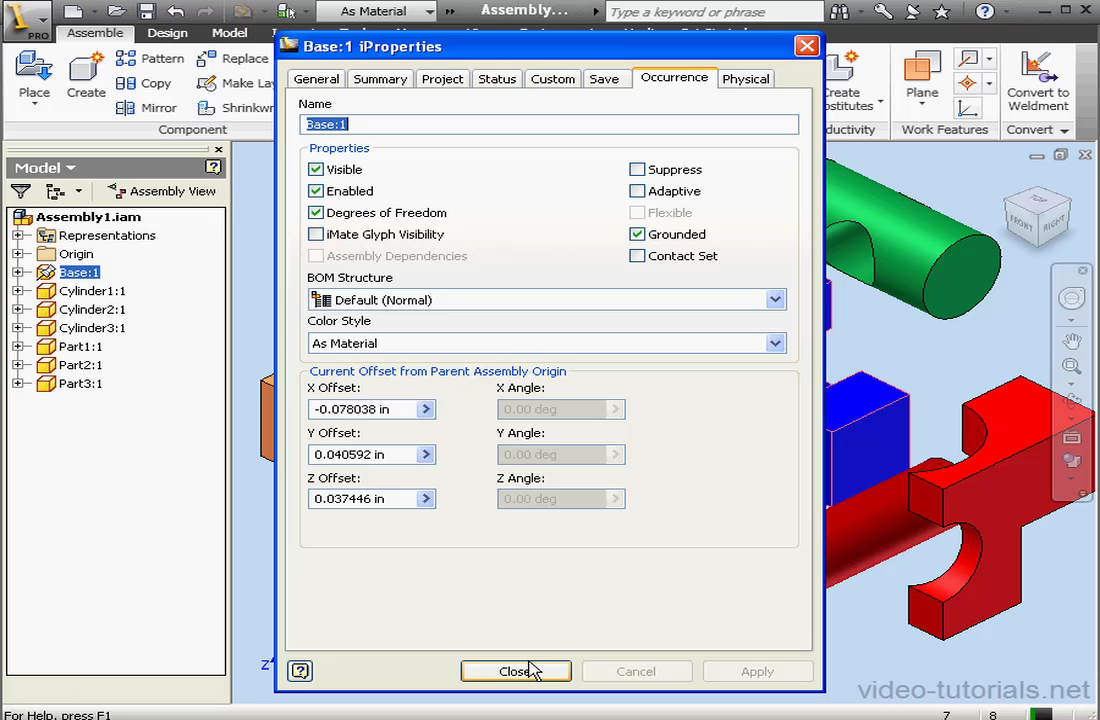 As Material
Assembly...
Type a keyword or phrase
PRO
Assemble
Design
Model
Place
Create
Pattern
Copy
Mirror
Replace
Make Lay
Shrinkwr
Component
Plane
Convert to
Weldment
Work Features
Convert
Model
Assembly View
Assembly1.iam
Representations
Origin
Base:1
Cylinder1:1
Cylinder2:1
Cylinder3:1
Part1:1
Part2:1
Part3:1
Base:1 iProperties
General
Summary
Project
Status
Custom
Save
Occurrence
Physical
Name
Base:1
Properties
Visible
Suppress
Enabled
Adaptive
Degrees of Freedom
Flexible
iMate Glyph Visibility
Grounded
Assembly Dependencies
Contact Set
BOM Structure
Default (Normal)
Color Style
As Material
Current Offset from Parent Assembly Origin
X Offset:
X Angle:
-0.078038 in
0.00 deg
Y Offset:
Y Angle:
0.040592 in
0.00 deg
Z Offset:
Z Angle:
0.037446 in
0.00 deg
Close
Cancel
Apply
FRONT
RIGHT
Z
video-tutorials.net
For Help, press F1
7
8